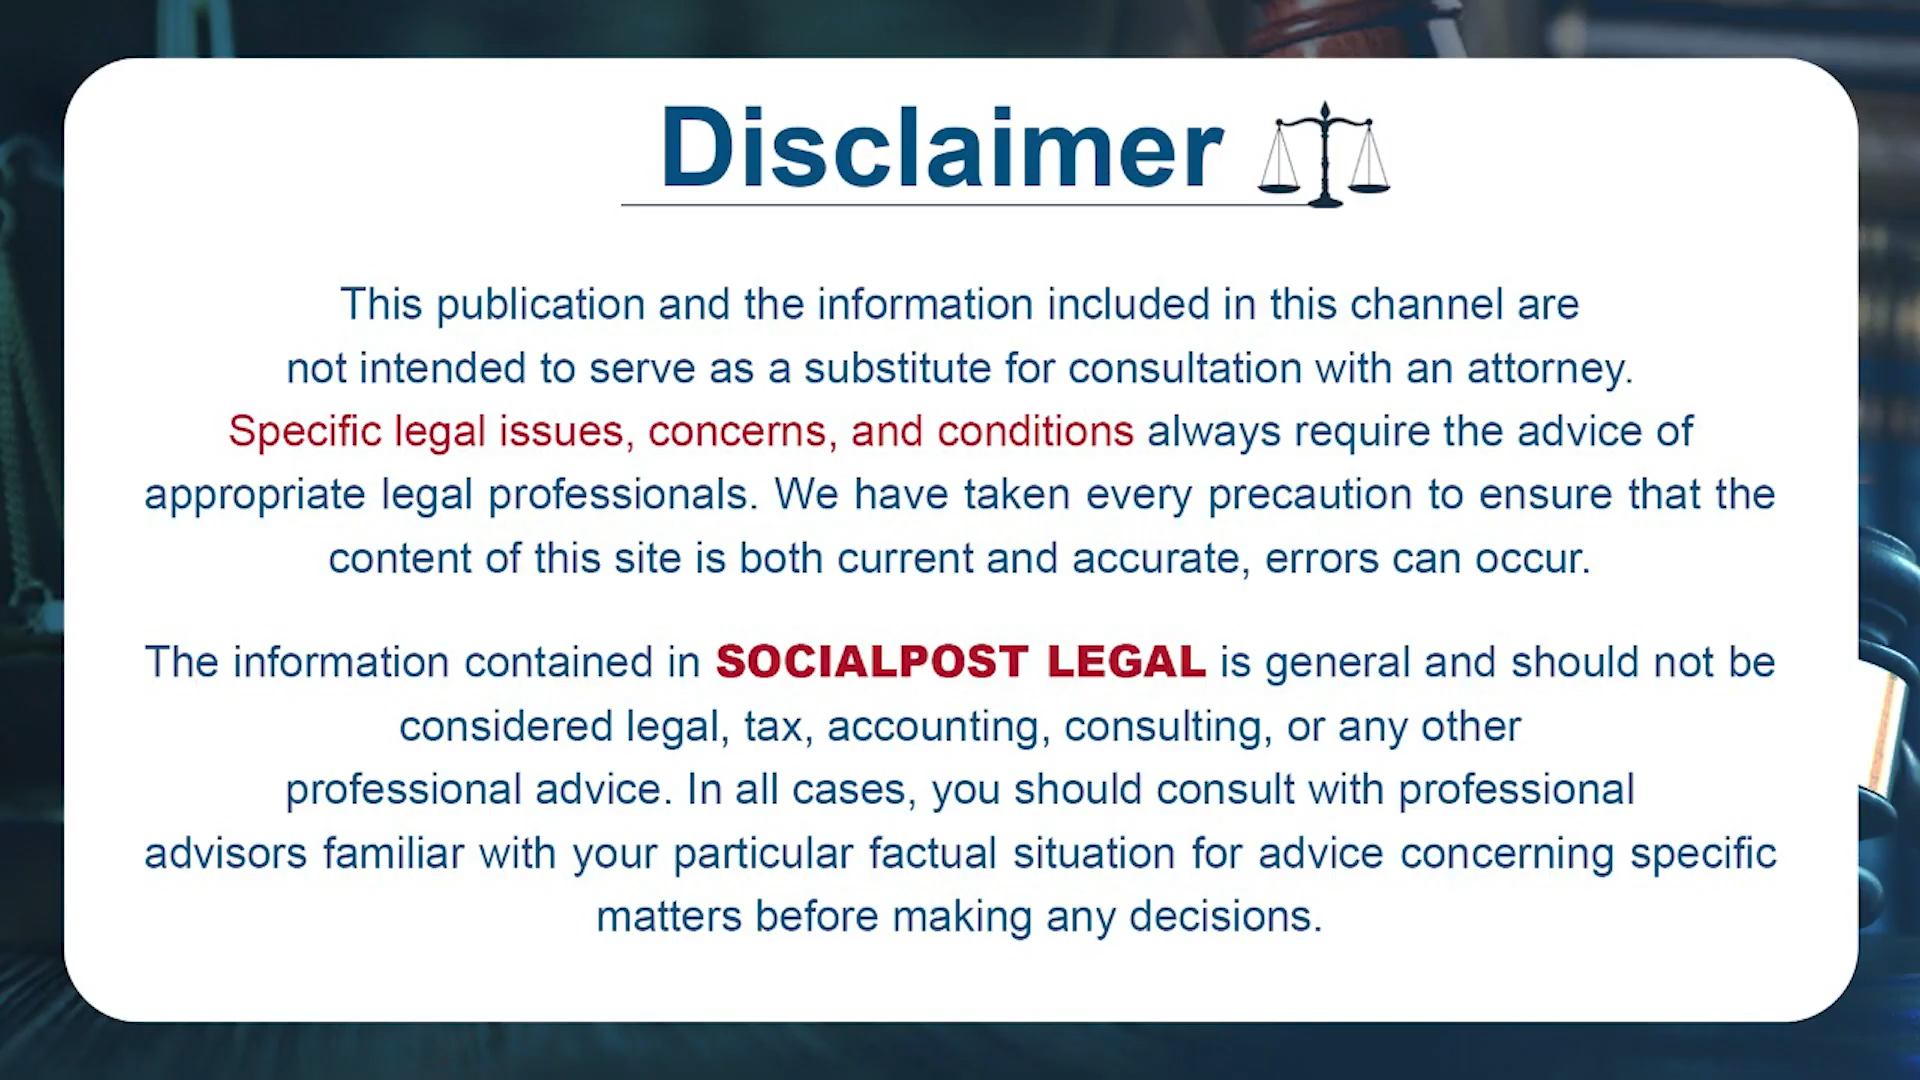 Disclaimer
This publication and the information included in this channel are
not intended to serve as a substitute for consultation with an attorney.
Specific legal issues, concerns, and conditions always require the advice of
appropriate legal professionals. We have taken every precaution to ensure that the
content of this site is both current and accurate, errors can occur.
The information contained in SOCIALPOST LEGAL is general and should not be
considered legal, tax, accounting, consulting, or any other
professional advice. In all cases, you should consult with professional
advisors familiar with your particular factual situation for advice concerning specific
matters before making any decisions.